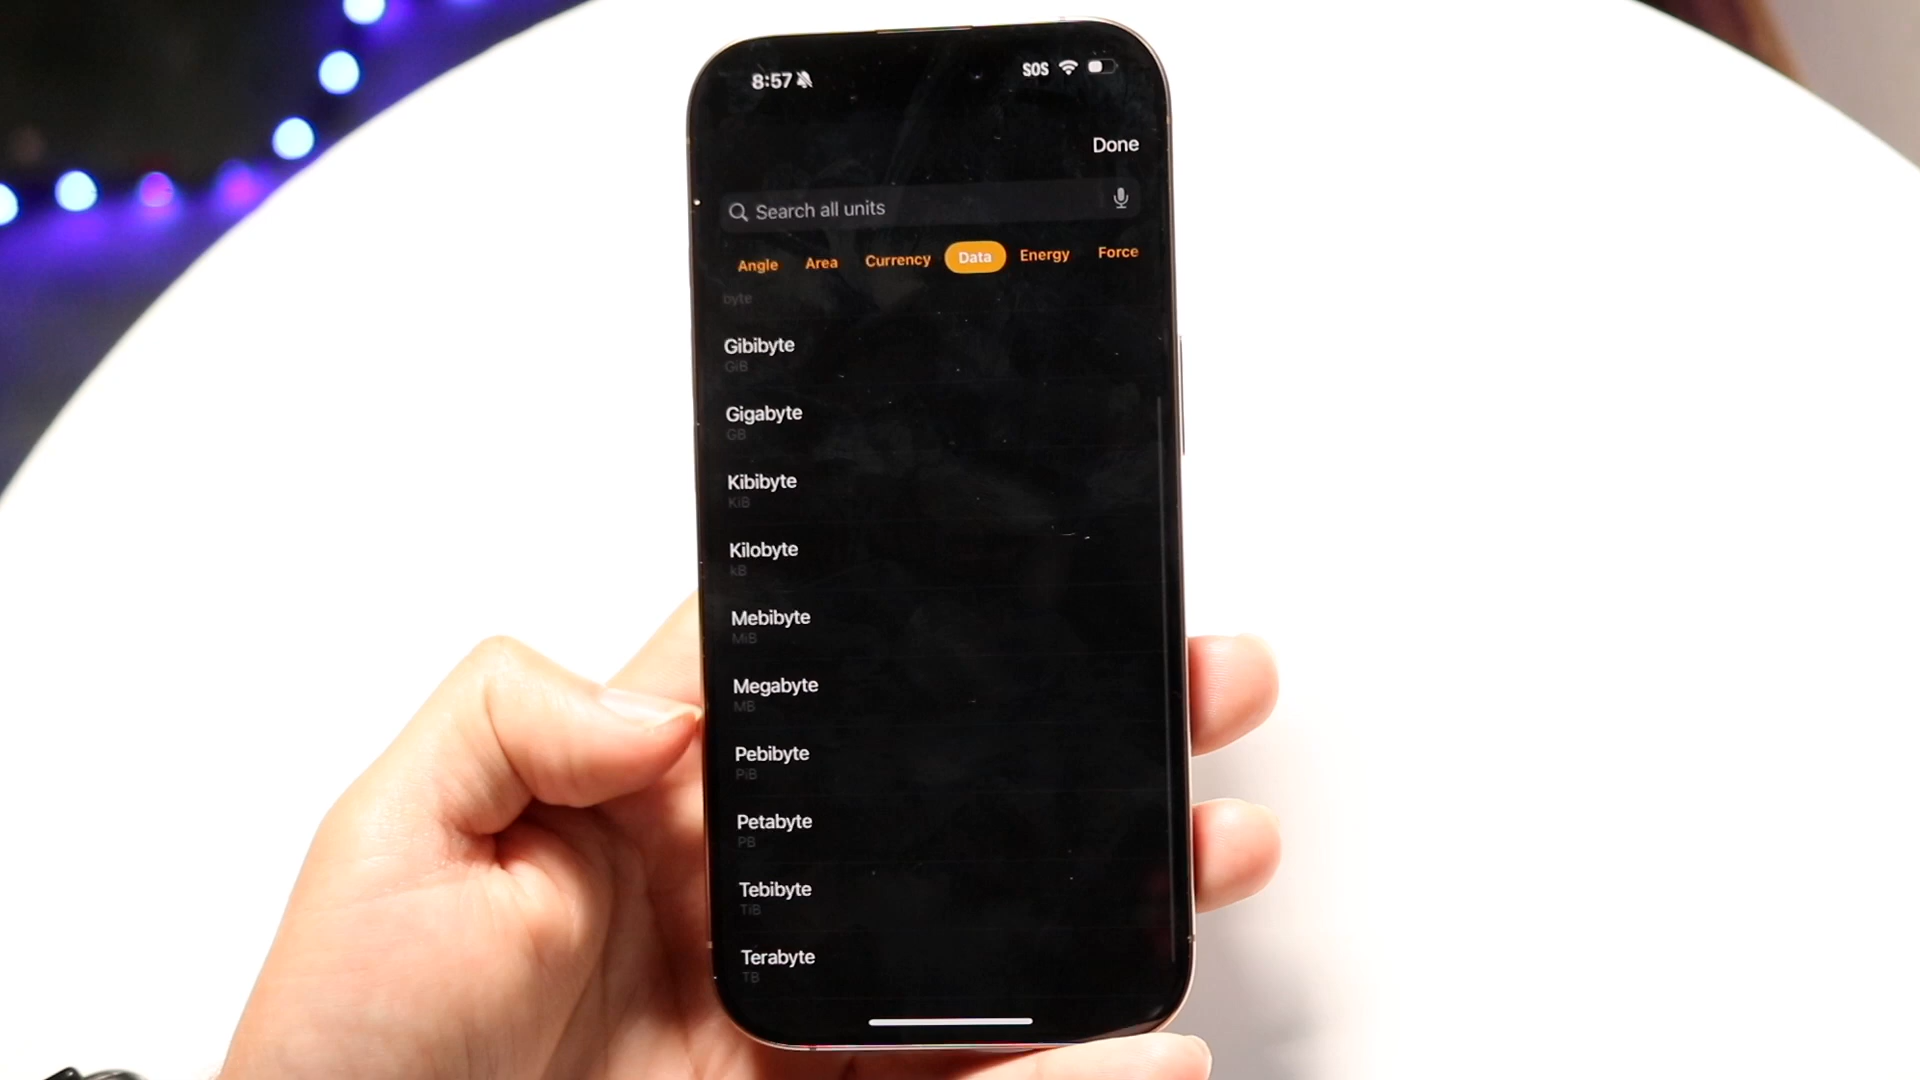 8:57 SOS
Done
Search all units
Angle Area Currency Data Energy Force
byte
Gibibyte
GiB
Gigabyte
GB
Kibibyte
KiB
Kilobyte
kB
Mebibyte
MiB
Megabyte
MB
Pebibyte
PiB
Petabyte
PB
Tebibyte
TiB
Terabyte
TB